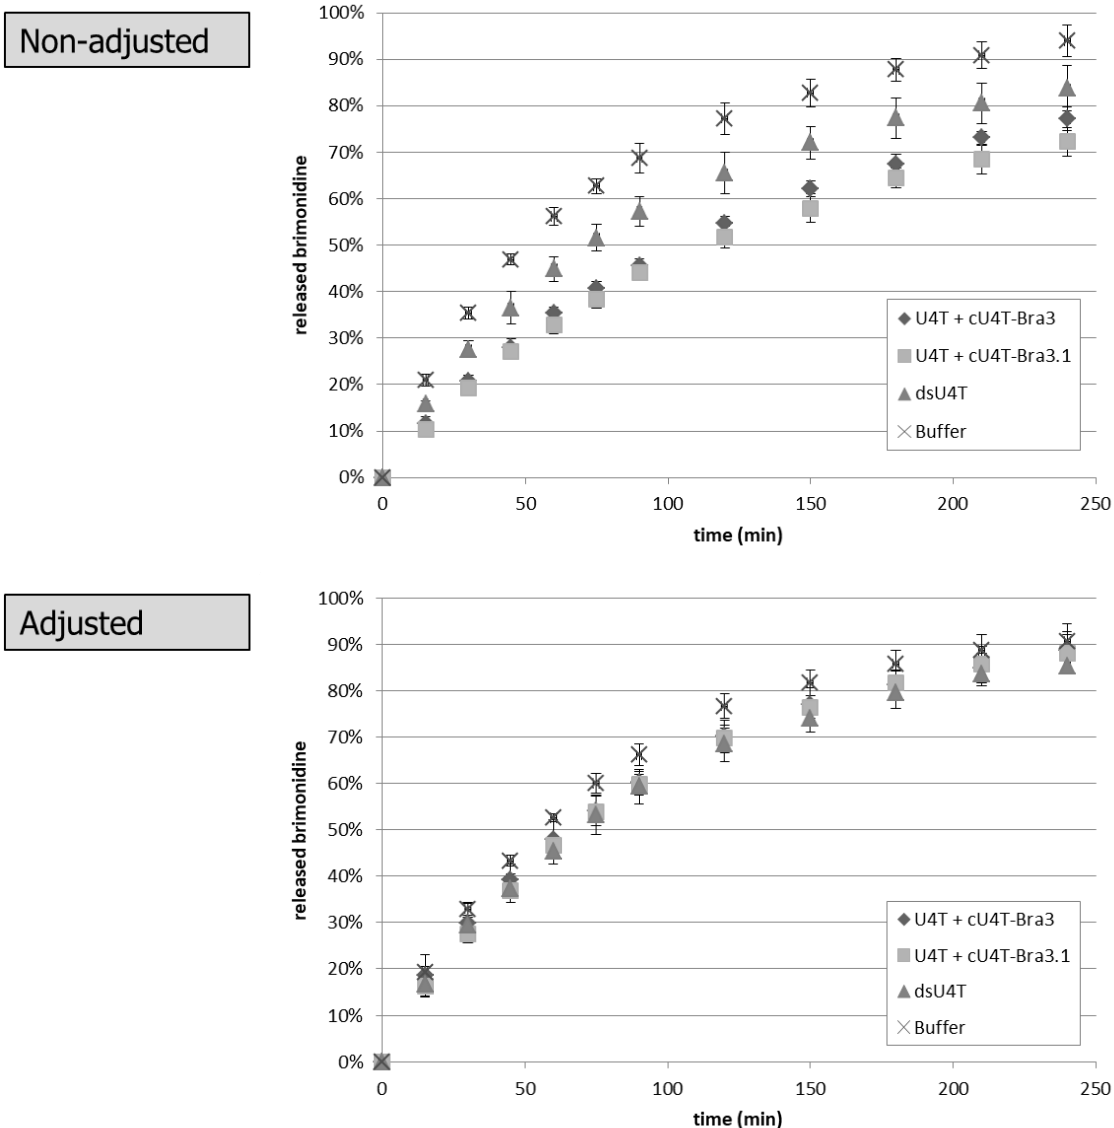 Non-adjusted
100%
90%
80%
70%
60%
50%
40%
30%
20%
10%
0%
released brimonidine
0 50 100 150 200 250
time (min)
U4T + cU4T-Bra3
U4T + cU4T-Bra3.1
dsU4T
Buffer
Adjusted
100%
90%
80%
70%
60%
50%
40%
30%
20%
10%
0%
released brimonidine
0 50 100 150 200 250
time (min)
U4T + cU4T-Bra3
U4T + cU4T-Bra3.1
dsU4T
Buffer